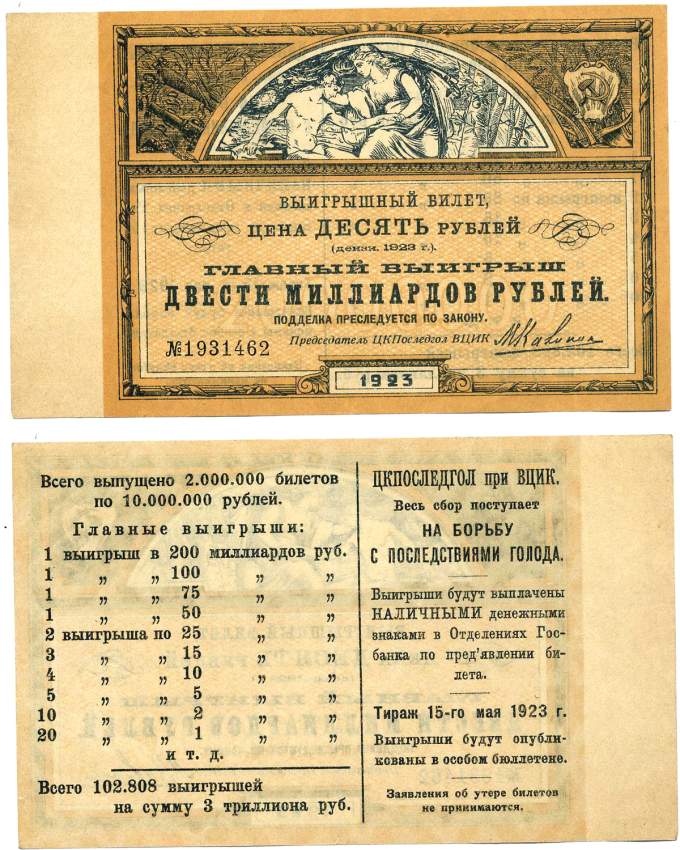 ВЫИГРЫШНЫЙ БИЛЕТ,
ЦЕНА ДЕСЯТЬ РУБЛЕЙ
(дензн. 1923 г.).
ГЛАВНЫЙ ВЫИГРЫШ
ДВЕСТИ МИЛЛИАРДОВ РУБЛЕЙ.
ПОДДЕЛКА ПРЕСЛЕДУЕТСЯ ПО ЗАКОНУ.
№1931462 Председатель ЦКПоследгол ВЦИК МКалинин
1923
Всего выпущено 2.000.000 билетов
по 10.000.000 рублей.
Главные выигрыши:
1 выигрыш в 200 миллиардов руб.
1 „ „ 100 „ „
1 „ „ 75 „ „
1 „ „ 50 „ „
2 выигрыша по 25 „ „
3 „ „ 15 „ „
4 „ „ 10 „ „
5 „ „ 5 „ „
10 „ „ 2 „ „
20 „ „ 1 „ „
и т. д.
Всего 102.808 выигрышей
на сумму 3 триллиона руб.
ЦКПОСЛЕДГОЛ при ВЦИК.
Весь сбор поступает
НА БОРЬБУ
С ПОСЛЕДСТВИЯМИ ГОЛОДА.
Выигрыши будут выплачены
НАЛИЧНЫМИ денежными
знаками в Отделениях Гос-
банка по пред'явлении би-
лета.
Тираж 15-го мая 1923 г.
Выигрыши будут опубли-
кованы в особом бюллетене.
Заявления об утере билетов
не принимаются.